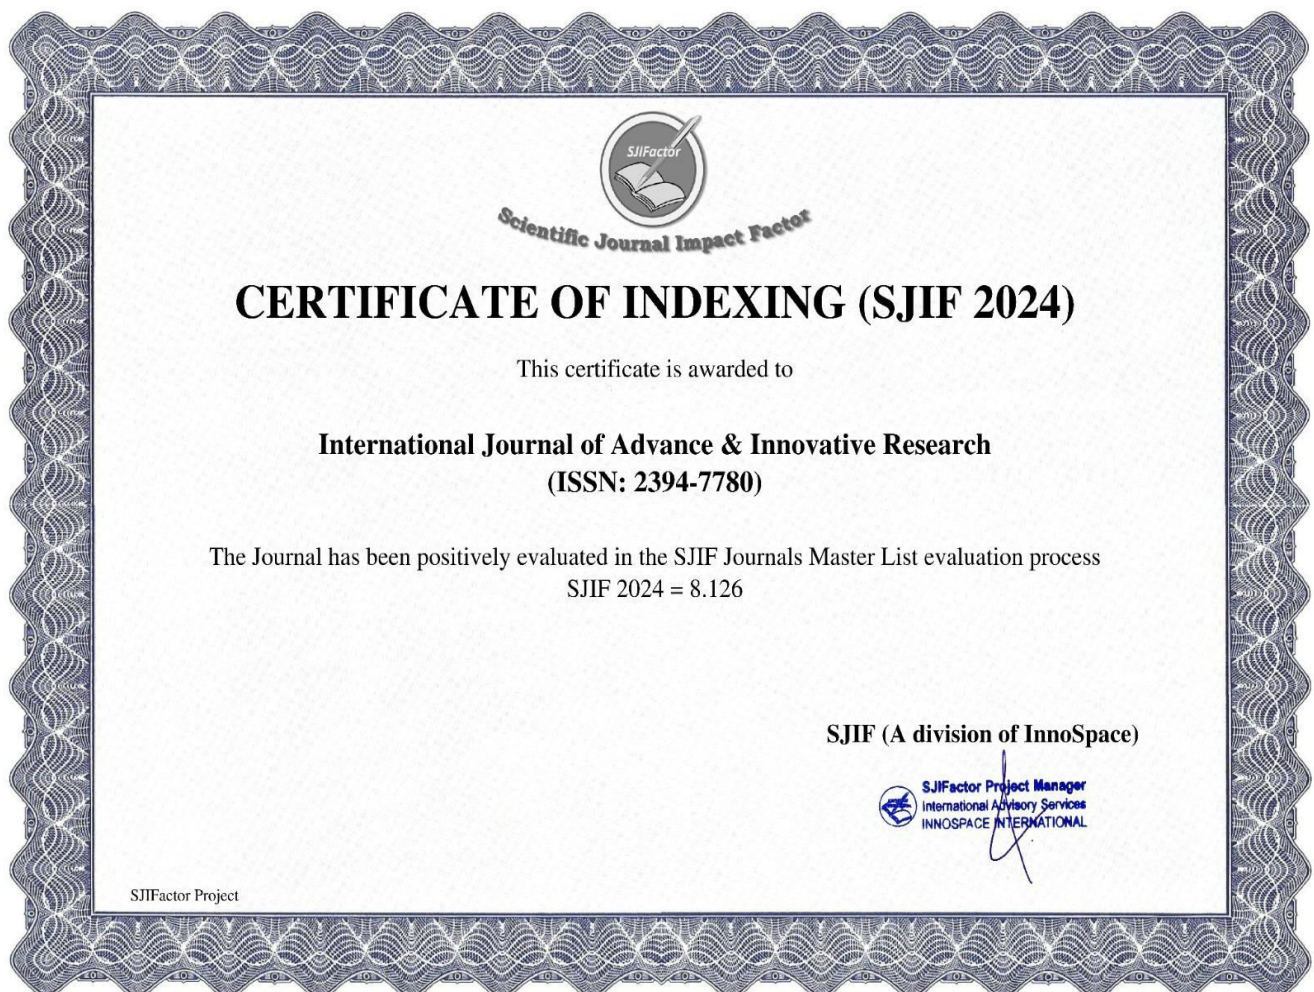 SJIFactor
Scientific Journal Impact Factor
CERTIFICATE OF INDEXING (SJIF 2024)
This certificate is awarded to
International Journal of Advance & Innovative Research
(ISSN: 2394-7780)
The Journal has been positively evaluated in the SJIF Journals Master List evaluation process
SJIF 2024 = 8.126
SJIF (A division of InnoSpace)
SJIFactor Project Manager
International Advisory Services
INNOSPACE INTERNATIONAL
SJIFactor Project